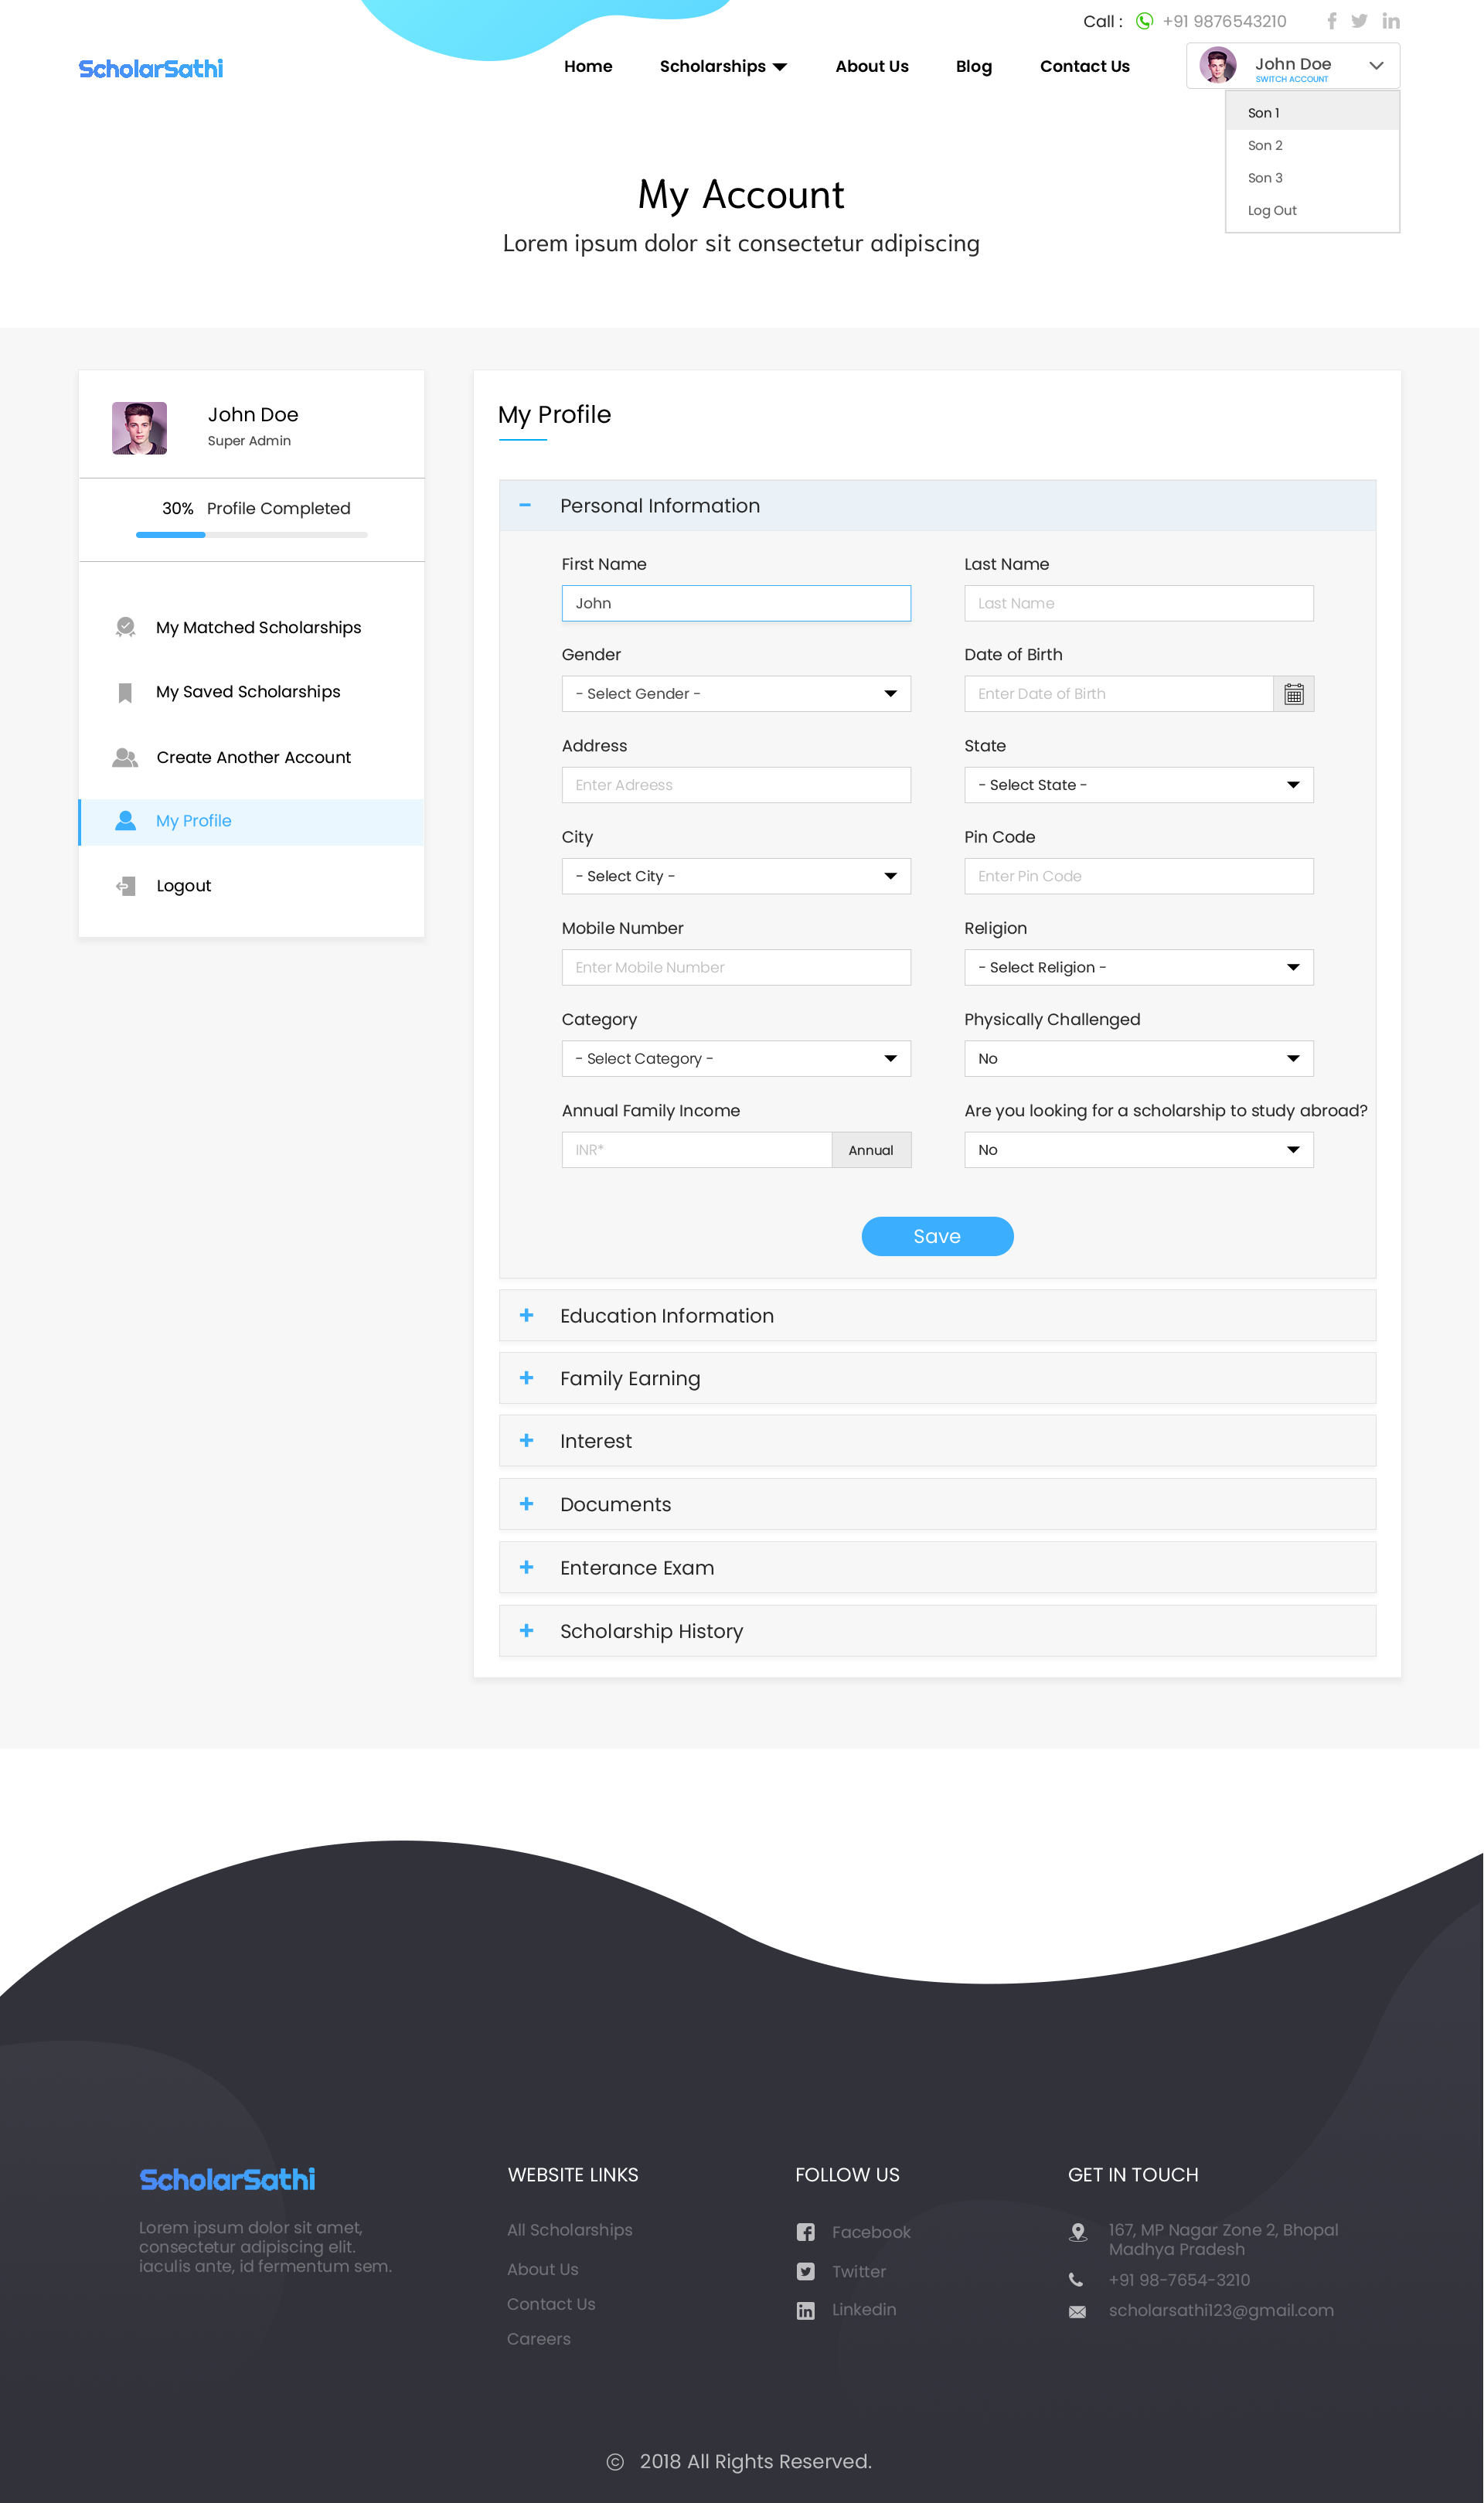 Call : +91 9876543210
ScholarSathi
Home Scholarships About Us Blog Contact Us
John Doe
SWITCH ACCOUNT
Son 1
Son 2
Son 3
Log Out
My Account
Lorem ipsum dolor sit consectetur adipiscing
John Doe
Super Admin
30% Profile Completed
My Matched Scholarships
My Saved Scholarships
Create Another Account
My Profile
Logout
My Profile
Personal Information
First Name Last Name
John Last Name
Gender Date of Birth
- Select Gender - Enter Date of Birth
Address State
Enter Adreess - Select State -
City Pin Code
- Select City - Enter Pin Code
Mobile Number Religion
Enter Mobile Number - Select Religion -
Category Physically Challenged
- Select Category - No
Annual Family Income Are you looking for a scholarship to study abroad?
INR* Annual No
Save
Education Information
Family Earning
Interest
Documents
Enterance Exam
Scholarship History
ScholarSathi
Lorem ipsum dolor sit amet,
consectetur adipiscing elit.
iaculis ante, id fermentum sem.
WEBSITE LINKS
All Scholarships
About Us
Contact Us
Careers
FOLLOW US
Facebook
Twitter
Linkedin
GET IN TOUCH
167, MP Nagar Zone 2, Bhopal
Madhya Pradesh
+91 98-7654-3210
scholarsathi123@gmail.com
© 2018 All Rights Reserved.